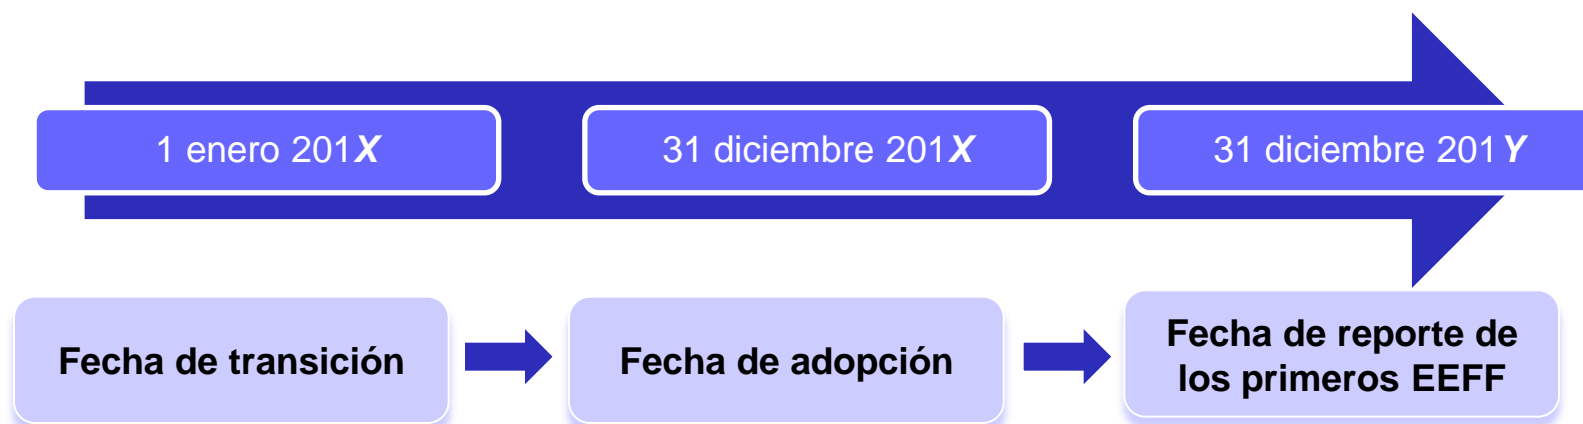 1 enero 201X
31 diciembre 201X
31 diciembre 201Y
Fecha de transición
Fecha de adopción
Fecha de reporte de
los primeros EEFF